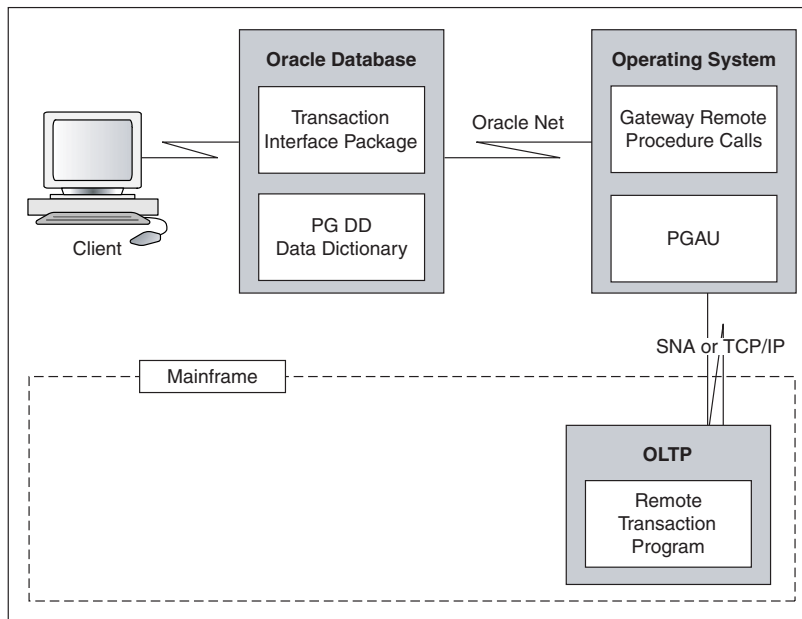 Oracle Database
Transaction
Interface Package
PG DD
Data Dictionary
Client
Oracle Net
Operating System
Gateway Remote
Procedure Calls
PGAU
SNA or TCP/IP
Mainframe
OLTP
Remote
Transaction
Program